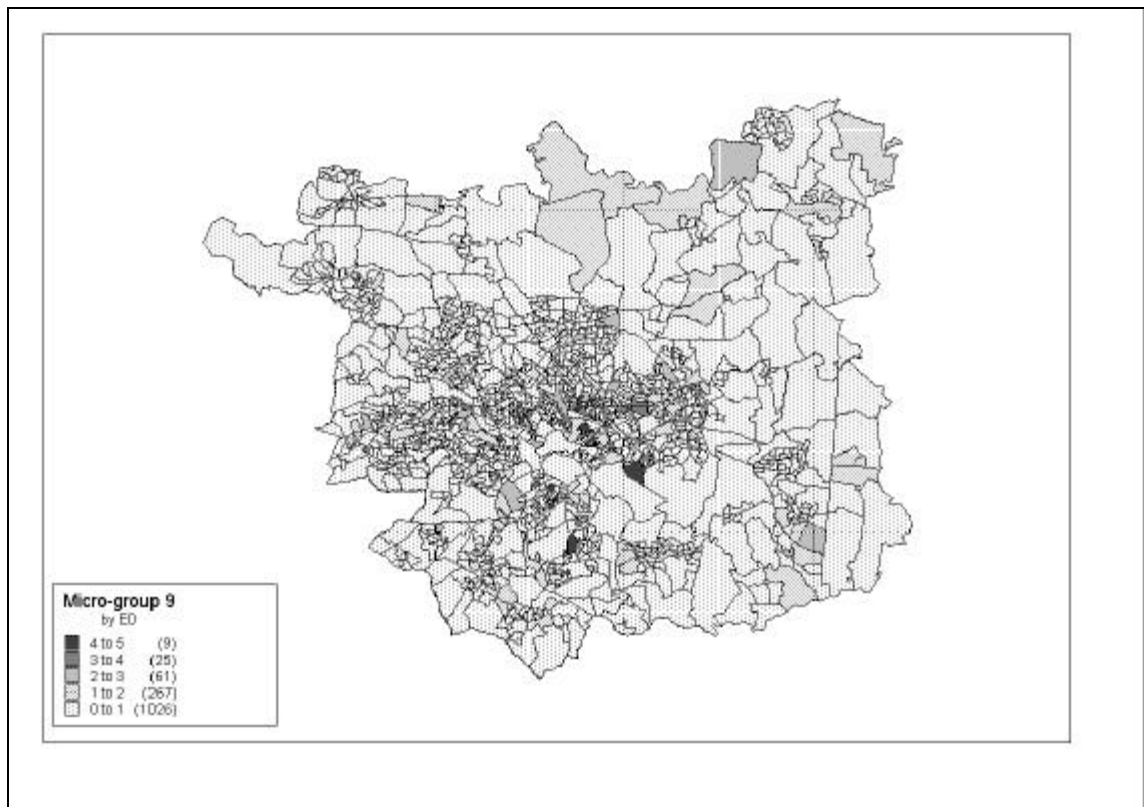 Micro-group 9
by ED
4 to 5 (9)
3 to 4 (25)
2 to 3 (61)
1 to 2 (267)
0 to 1 (1026)